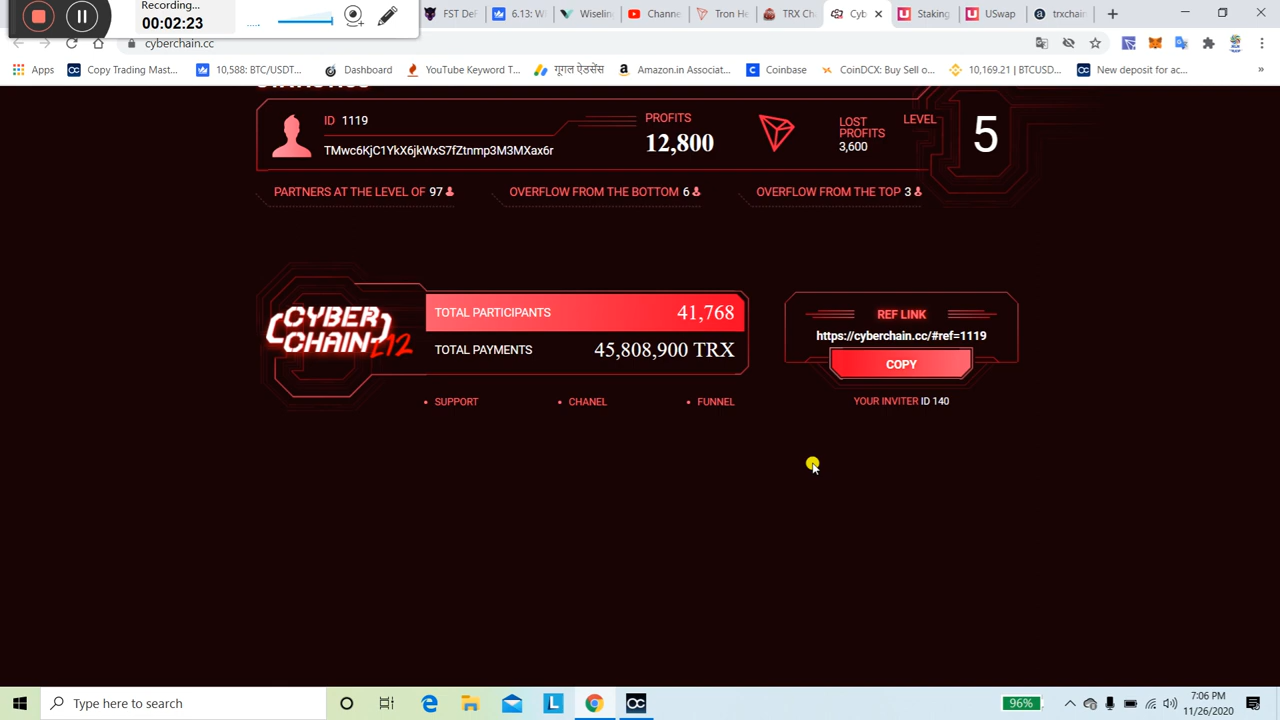 Recording...
00:02:23
FST De
6.13: W
Wiselin
Channe
Tron He
TRX Ch
Cyb
Staking
USwap
trxchain
cyberchain.cc
Apps
Copy Trading Mast...
10,588: BTC/USDT...
Dashboard
YouTube Keyword T...
गूगल ऐडसेंस
Amazon.in Associat...
Coinbase
CoinDCX: Buy Sell o...
10,169.21 | BTCUSD...
New deposit for ac...
»
ID 1119
TMwc6KjC1YkX6jkWxS7fZtnmp3M3MXax6r
PROFITS
12,800
LOST
PROFITS
3,600
LEVEL
5
PARTNERS AT THE LEVEL OF 97
OVERFLOW FROM THE BOTTOM 6
OVERFLOW FROM THE TOP 3
CYBER
CHAIN
TOTAL PARTICIPANTS 41,768
TOTAL PAYMENTS 45,808,900 TRX
• SUPPORT
• CHANEL
• FUNNEL
REF LINK
https://cyberchain.cc/#ref=1119
COPY
YOUR INVITER ID 140
Type here to search
96%
7:06 PM
11/26/2020